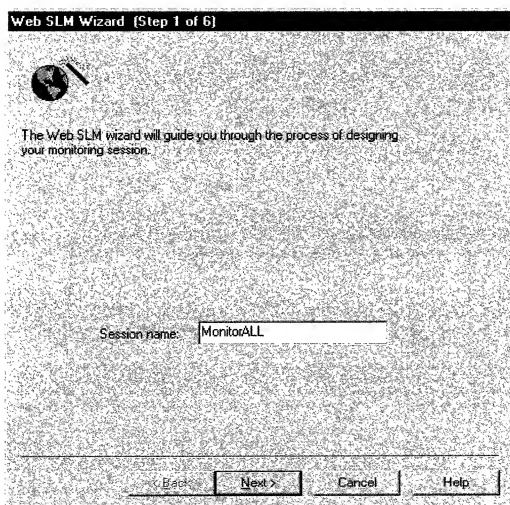 Web SLM Wizard (Step 1 of 6)
The Web SLM wizard will guide you through the process of designing
your monitoring session.
Session name: MonitorALL
< Back Next > Cancel Help